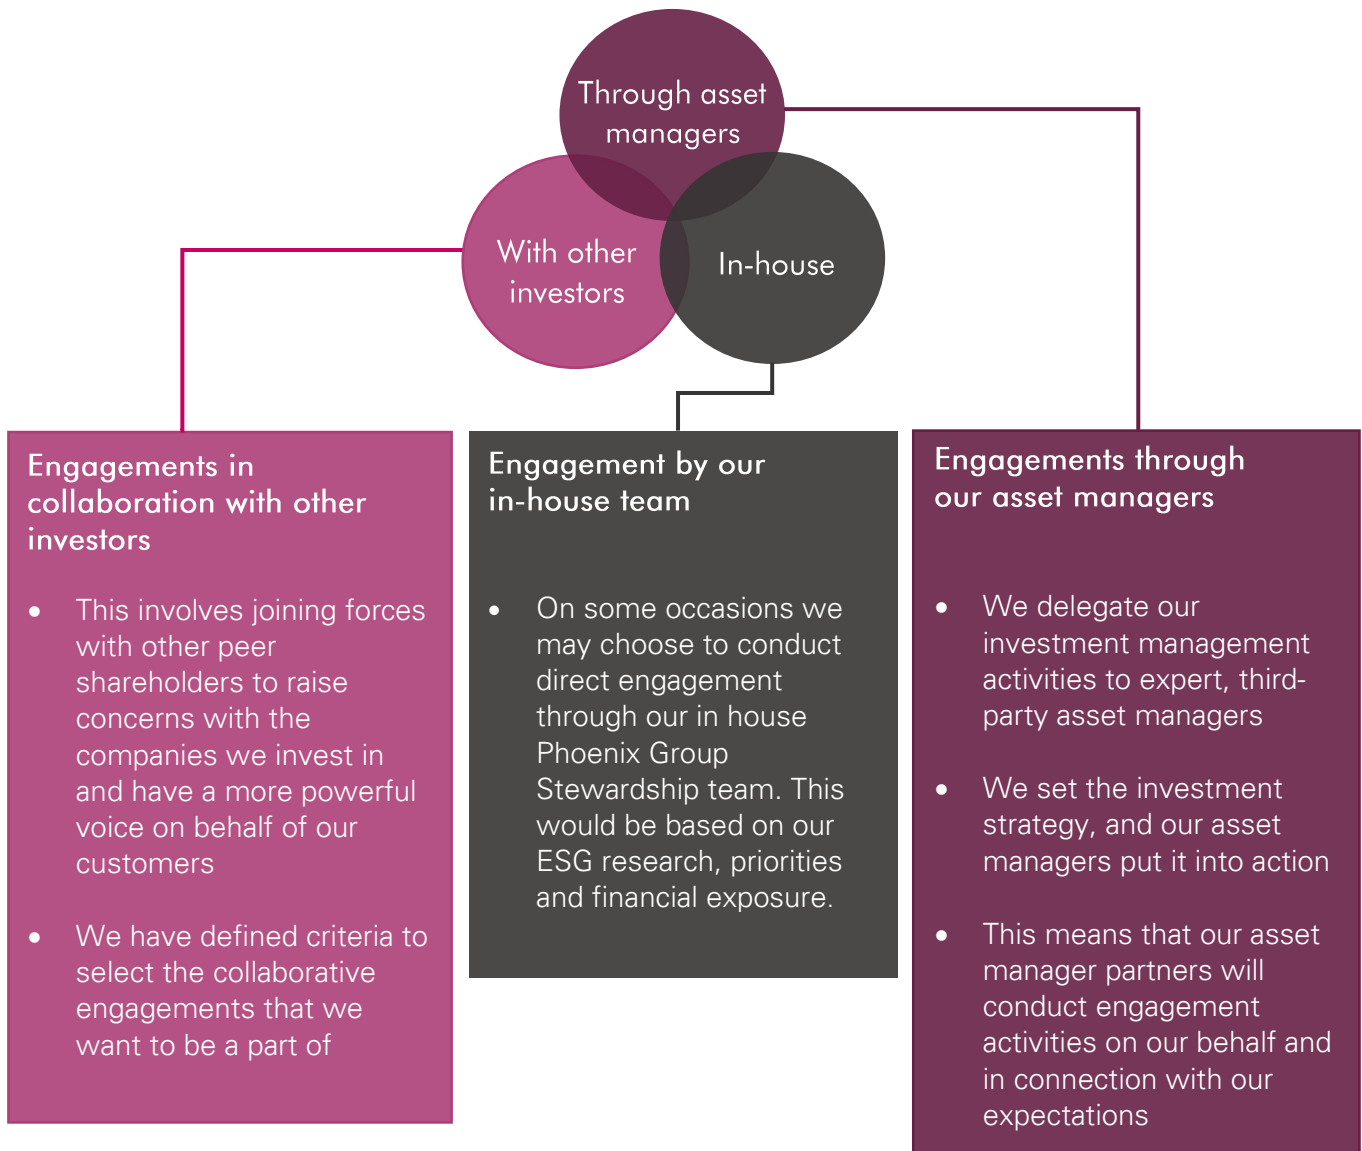 Through asset
managers
With other
investors
In-house
Engagements in
collaboration with other
investors
• This involves joining forces
with other peer
shareholders to raise
concerns with the
companies we invest in
and have a more powerful
voice on behalf of our
customers
• We have defined criteria to
select the collaborative
engagements that we
want to be a part of
Engagement by our
in-house team
• On some occasions we
may choose to conduct
direct engagement
through our in house
Phoenix Group
Stewardship team. This
would be based on our
ESG research, priorities
and financial exposure.
Engagements through
our asset managers
• We delegate our
investment management
activities to expert, third-
party asset managers
• We set the investment
strategy, and our asset
managers put it into action
• This means that our asset
manager partners will
conduct engagement
activities on our behalf and
in connection with our
expectations